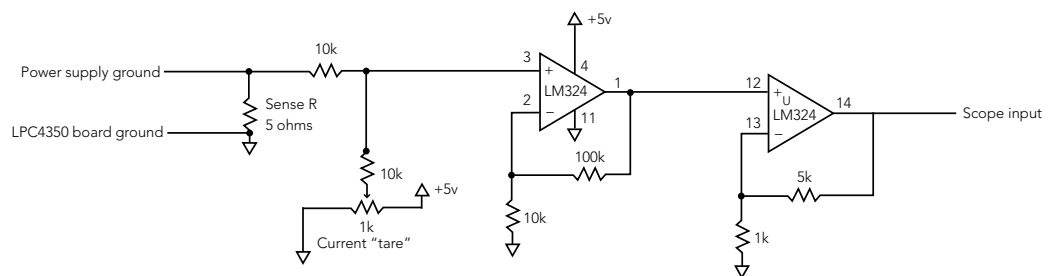 +5v
10k
3
4
12
Power supply ground
+
1
14
LM324
+
U
Sense R
2
LM324
Scope input
5 ohms
−
11
13
−
LPC4350 board ground
100k
10k
5k
+5v
10k
1k
1k
Current “tare”